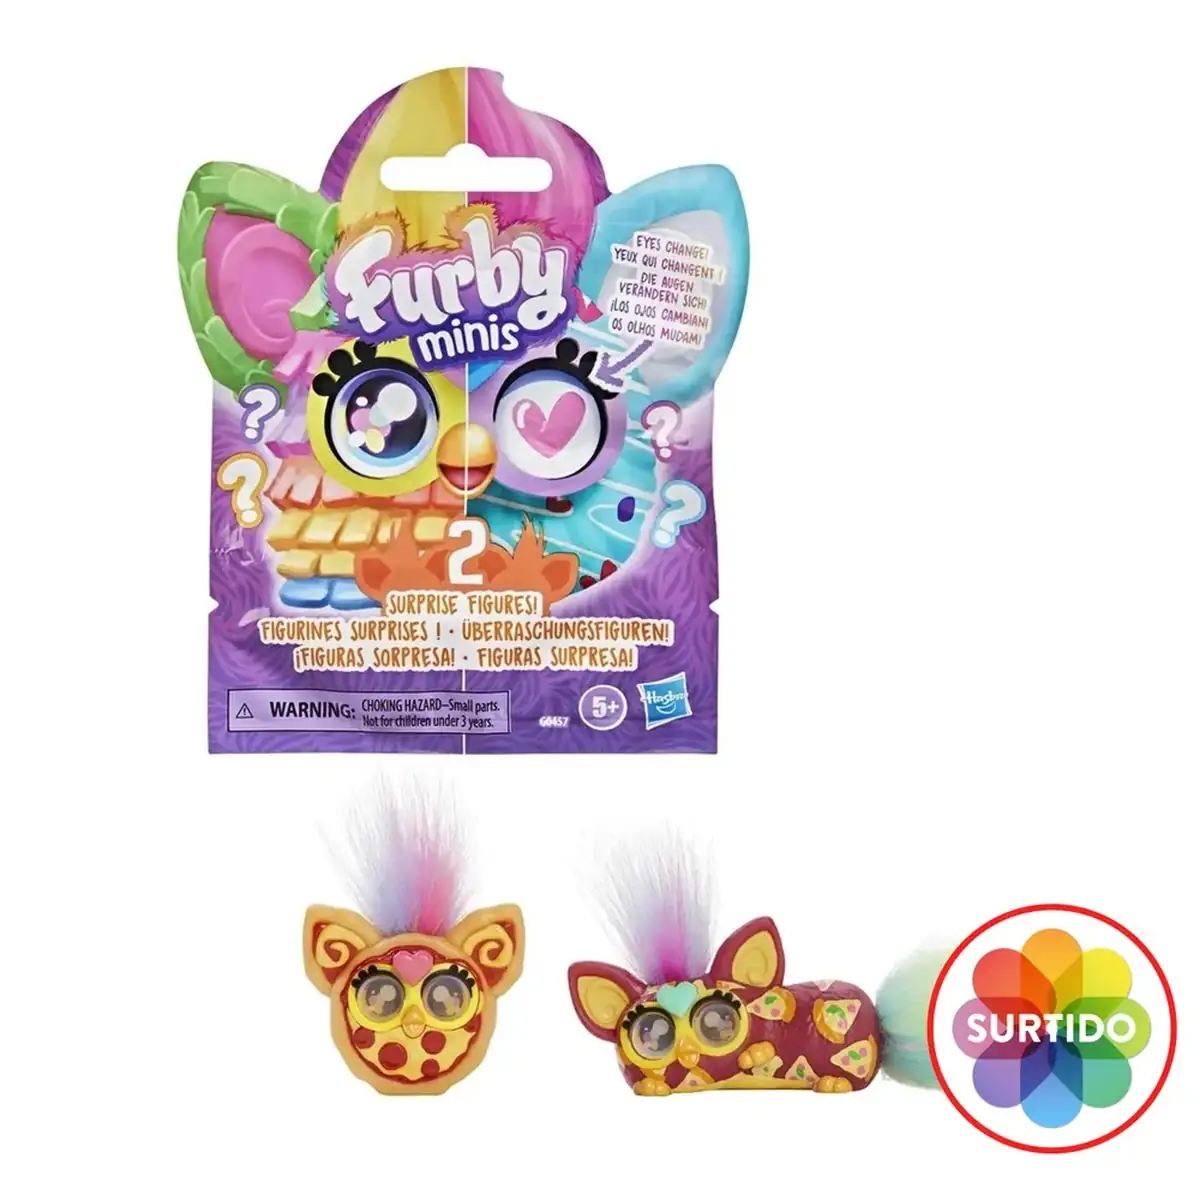 Furby
minis
EYES CHANGE!
YEUX QUI CHANGENT !
DIE AUGEN
VERÄNDERN SICH!
¡LOS OJOS CAMBIAN!
OS OLHOS MUDAM!
?
?
?
?
2
SURPRISE FIGURES!
FIGURINES SURPRISES ! · ÜBERRASCHUNGSFIGUREN!
¡FIGURAS SORPRESA! · FIGURAS SURPRESA!
WARNING: CHOKING HAZARD–Small parts.
Not for children under 3 years.
G0457
5+
Hasbro
SURTIDO